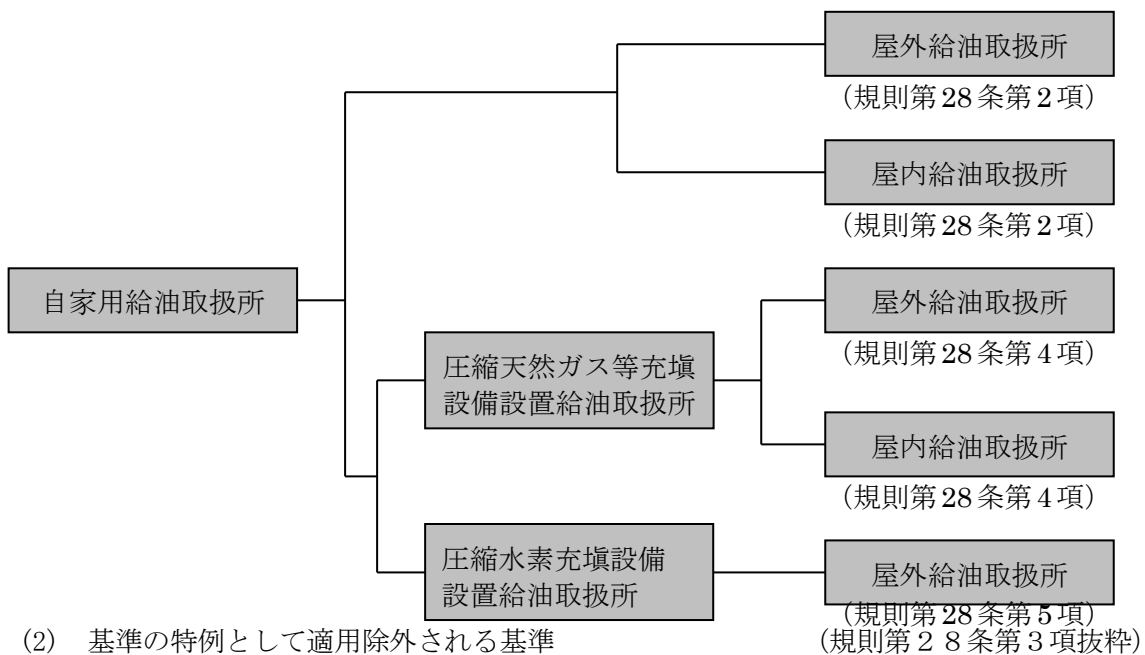 屋外給油取扱所
（規則第28条第2項）
屋内給油取扱所
（規則第28条第2項）
自家用給油取扱所
屋外給油取扱所
（規則第28条第4項）
圧縮天然ガス等充塡
設備設置給油取扱所
屋内給油取扱所
（規則第28条第4項）
圧縮水素充塡設備
設置給油取扱所
屋外給油取扱所
（規則第28条第5項）
(2)　基準の特例として適用除外される基準　（規則第２８条第３項抜粋）